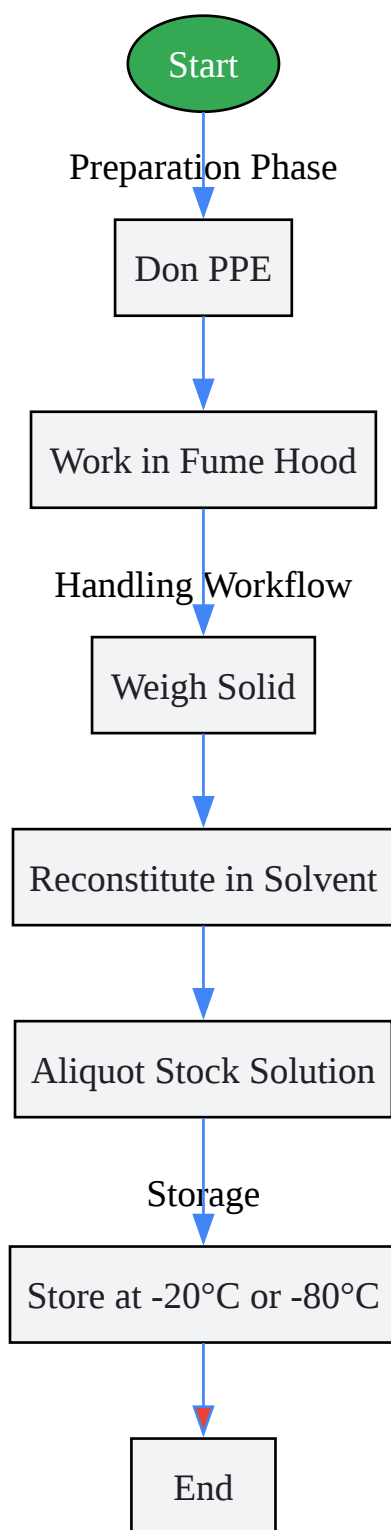 Start
Preparation Phase
Don PPE
Work in Fume Hood
Handling Workflow
Weigh Solid
Reconstitute in Solvent
Aliquot Stock Solution
Storage
Store at -20°C or -80°C
End